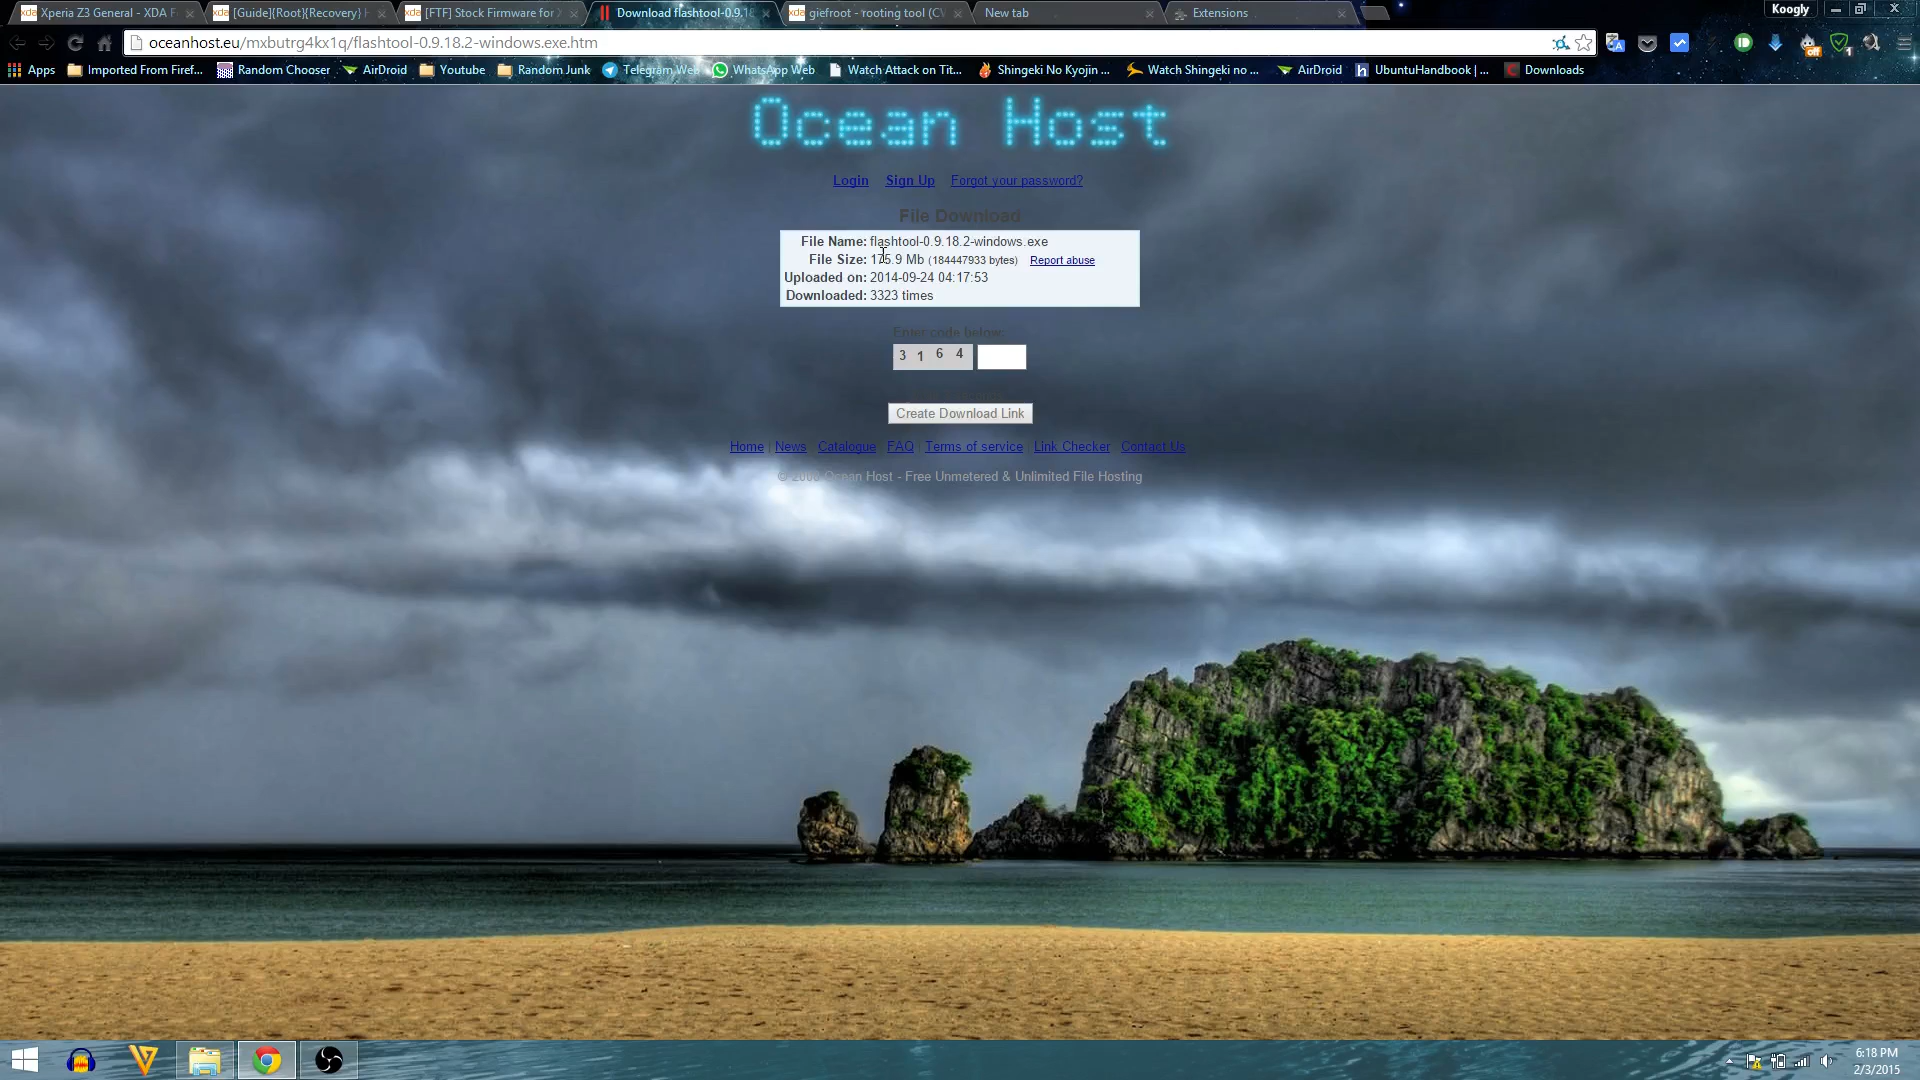 Xperia Z3 General - XDA F
[Guide]{Root}{Recovery} H
[FTF] Stock Firmware for X
Download flashtool-0.9.18
giefroot - rooting tool (CV
New tab
Extensions
Koogly
oceanhost.eu/mxbutrg4kx1q/flashtool-0.9.18.2-windows.exe.htm
Apps
Imported From Firef...
Random Chooser
AirDroid
Youtube
Random Junk
Telegram Web
WhatsApp Web
Watch Attack on Tit...
Shingeki No Kyojin ...
Watch Shingeki no ...
AirDroid
UbuntuHandbook | ...
Downloads
Ocean Host
Login Sign Up Forgot your password?
File Download
File Name: flashtool-0.9.18.2-windows.exe
File Size: 175.9 Mb (184447933 bytes) Report abuse
Uploaded on: 2014-09-24 04:17:53
Downloaded: 3323 times
Enter code below:
3 1 6 4
Create Download Link
Home | News Catalogue FAQ | Terms of service | Link Checker Contact Us
Ocean Host - Free Unmetered & Unlimited File Hosting
6:18 PM
2/3/2015